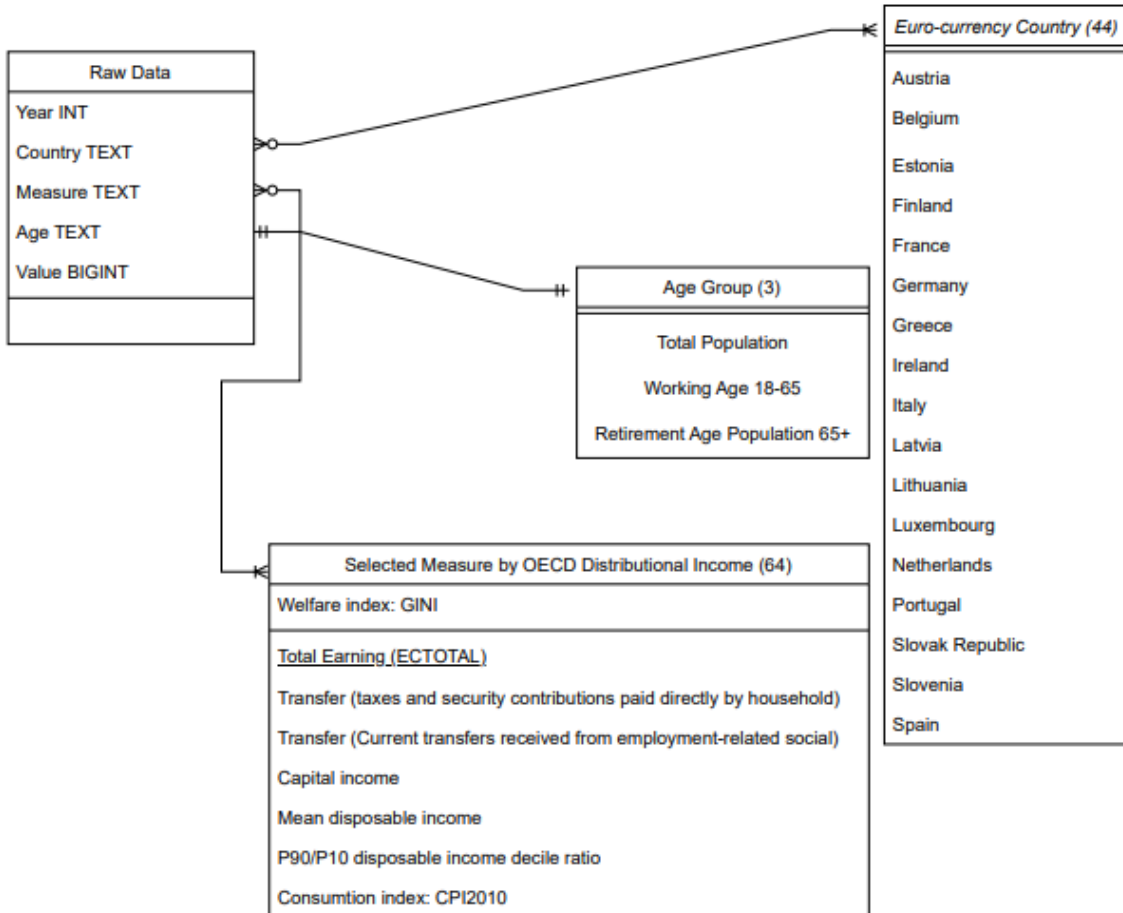 Raw Data
Year INT
Country TEXT
Measure TEXT
Age TEXT
Value BIGINT
Euro-currency Country (44)
Austria
Belgium
Estonia
Finland
France
Germany
Greece
Ireland
Italy
Latvia
Lithuania
Luxembourg
Netherlands
Portugal
Slovak Republic
Slovenia
Spain
Age Group (3)
Total Population
Working Age 18-65
Retirement Age Population 65+
Selected Measure by OECD Distributional Income (64)
Welfare index: GINI
Total Earning (ECTOTAL)
Transfer (taxes and security contributions paid directly by household)
Transfer (Current transfers received from employment-related social)
Capital income
Mean disposable income
P90/P10 disposable income decile ratio
Consumtion index: CPI2010